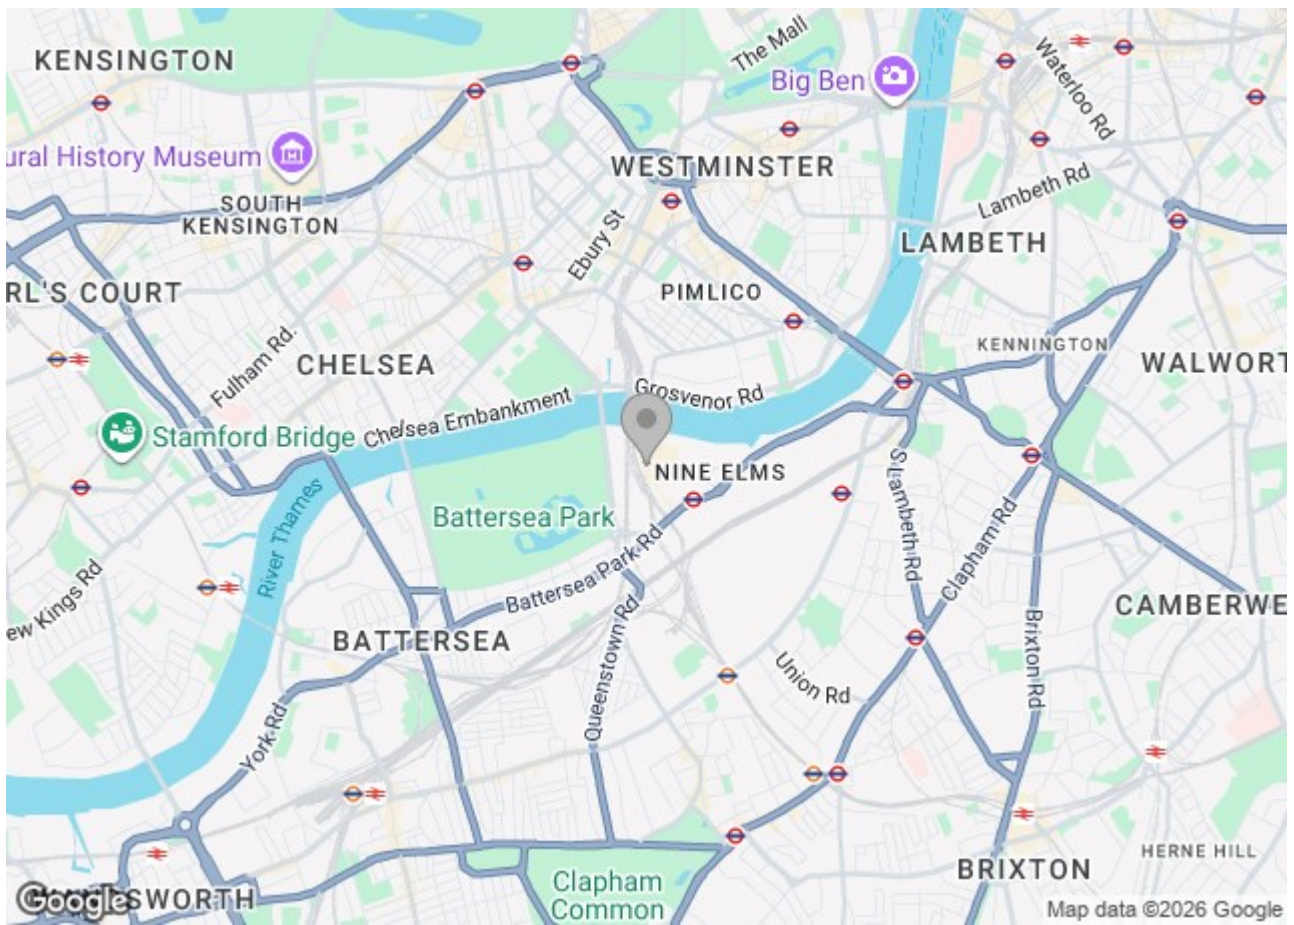 KENSINGTON
The Mall
Waterloo Rd
Big Ben
ural History Museum
WESTMINSTER
SOUTH
KENSINGTON
Ebury St
Lambeth Rd
LAMBETH
RL'S COURT
PIMLICO
Fulham Rd.
CHELSEA
KENNINGTON
WALWORT
Grosvenor Rd
Chelsea Embankment
Stamford Bridge
NINE ELMS
S Lambeth Rd
River Thames
Battersea Park
Clapham Rd
Battersea Park Rd
ew Kings Rd
CAMBERWE
BATTERSEA
Queenstown Rd
Union Rd
Brixton Rd
York Rd
HERNE HILL
BRIXTON
Clapham
Common
Google
SWORTH
Map data ©2026 Google